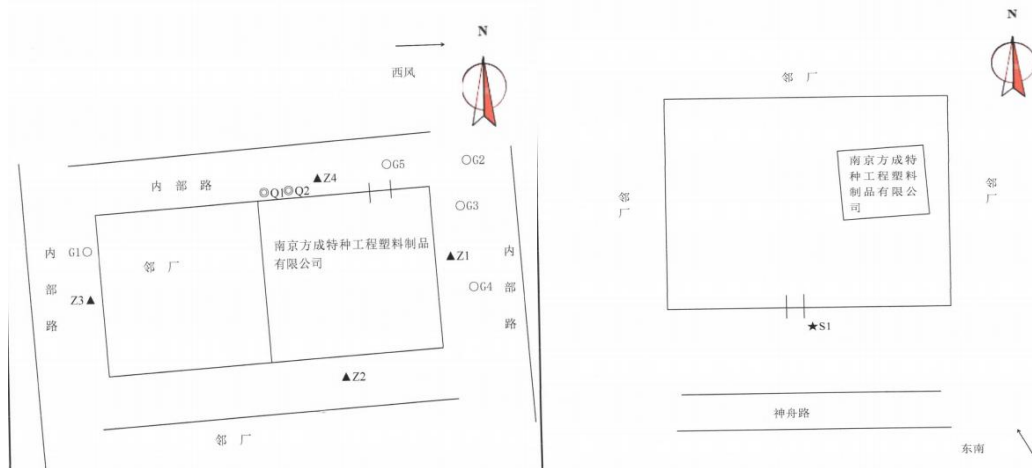 N
西风
内 部 路
◎Q1 ◎Q2
▲Z4
○G5
○G2
○G3
内 部 路
G1○
Z3▲
邻 厂
南京方成特种工程塑料制品
有限公司
▲Z1
内 部 路
○G4
▲Z2
邻 厂
N
邻 厂
邻 厂
南京方成特
种工程塑料
制品有限公
司
邻 厂
★S1
神舟路
东南